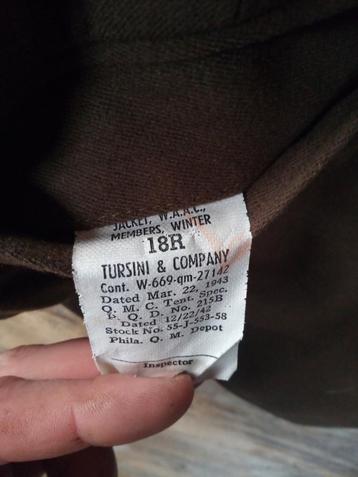 JACKET, W.A.A.C.,
MEMBERS, WINTER
18R
TURSINI & COMPANY
Cont. W-669-qm-27142
Dated Mar. 22, 1943
Q. M. C. Tent. Spec.
P. Q. D. No. 215B
Dated 12/22/42
Stock No. 55-J-553-58
Phila. Q. M. Depot
Inspector